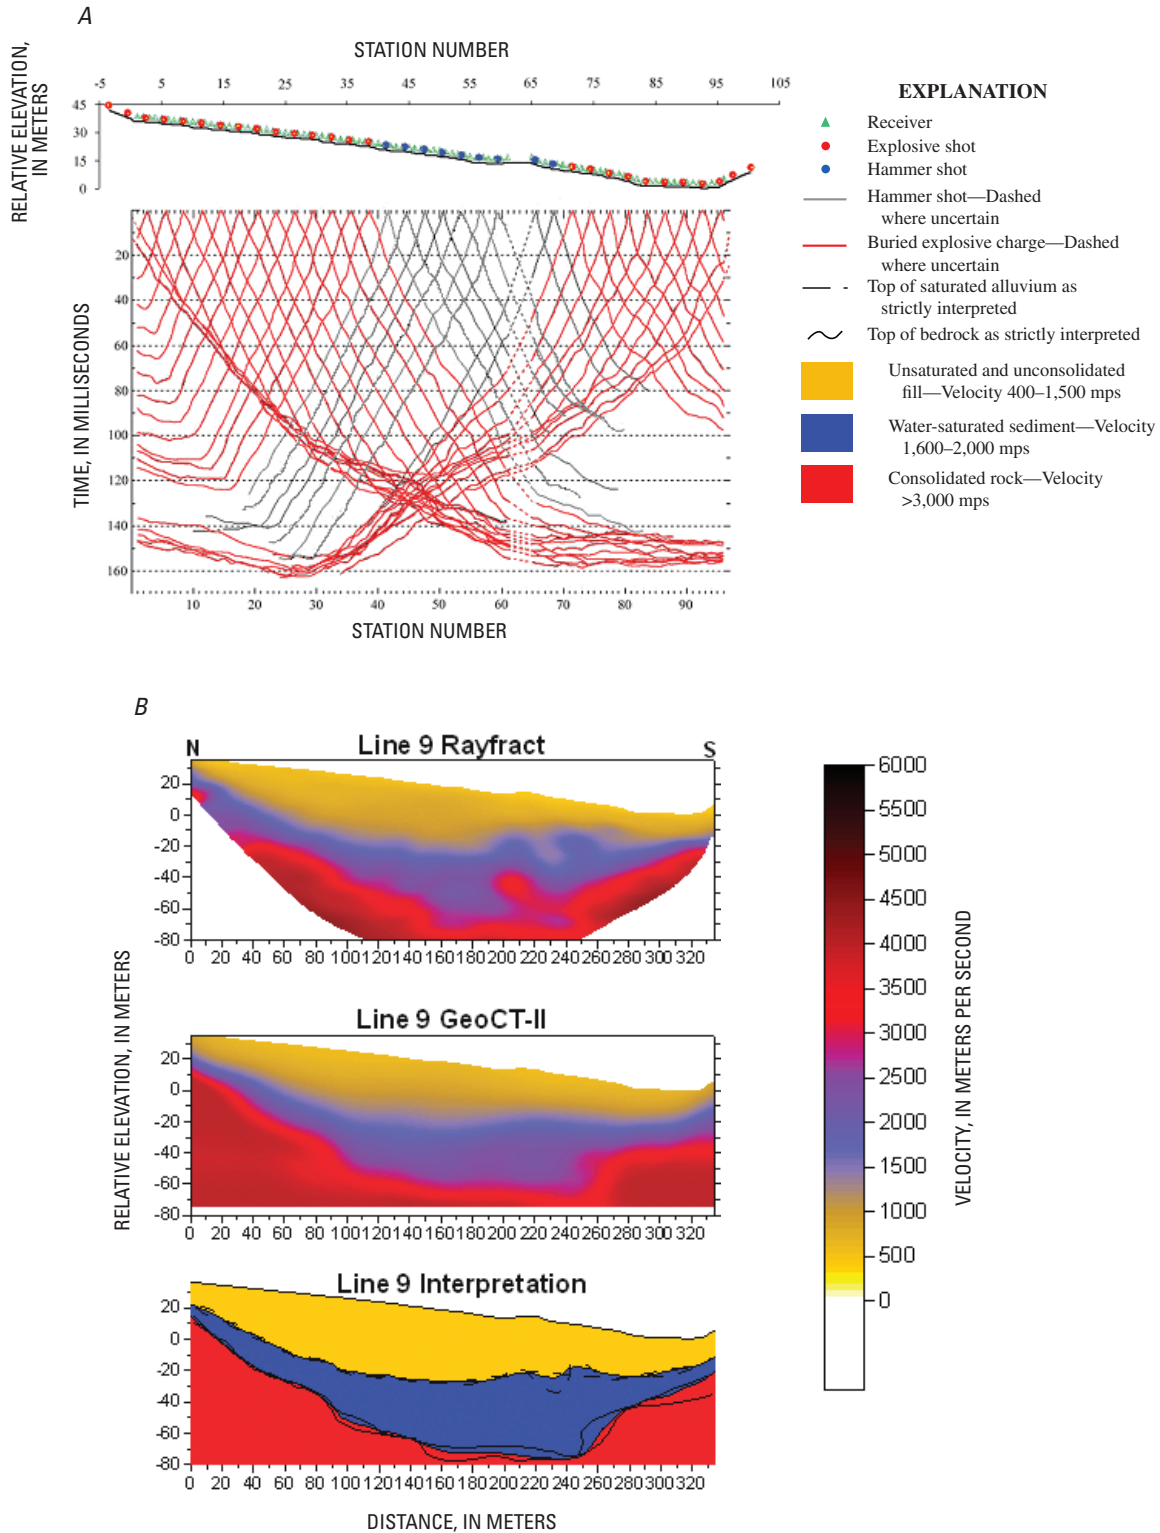 A
STATION NUMBER
RELATIVE ELEVATION,
IN METERS
-5 5 15 25 35 45 55 65 75 85 95 105
45
30
15
0
20
40
60
80
100
120
140
160
TIME, IN MILLISECONDS
10 20 30 40 50 60 70 80 90
STATION NUMBER
EXPLANATION
Receiver
Explosive shot
Hammer shot
Hammer shot—Dashed
where uncertain
Buried explosive charge—Dashed
where uncertain
Top of saturated alluvium as
strictly interpreted
Top of bedrock as strictly interpreted
Unsaturated and unconsolidated
fill—Velocity 400–1,500 mps
Water-saturated sediment—Velocity
1,600–2,000 mps
Consolidated rock—Velocity
>3,000 mps
B
N Line 9 Rayfract S
20
0
-20
-40
-60
-80
0 20 40 60 80 100 120 140 160 180 200 220 240 260 280 300 320
Line 9 GeoCT-II
20
0
-20
-40
-60
-80
0 20 40 60 80 100 120 140 160 180 200 220 240 260 280 300 320
Line 9 Interpretation
20
0
-20
-40
-60
-80
0 20 40 60 80 100 120 140 160 180 200 220 240 260 280 300 320
RELATIVE ELEVATION, IN METERS
DISTANCE, IN METERS
6000
5500
5000
4500
4000
3500
3000
2500
2000
1500
1000
500
0
VELOCITY, IN METERS PER SECOND